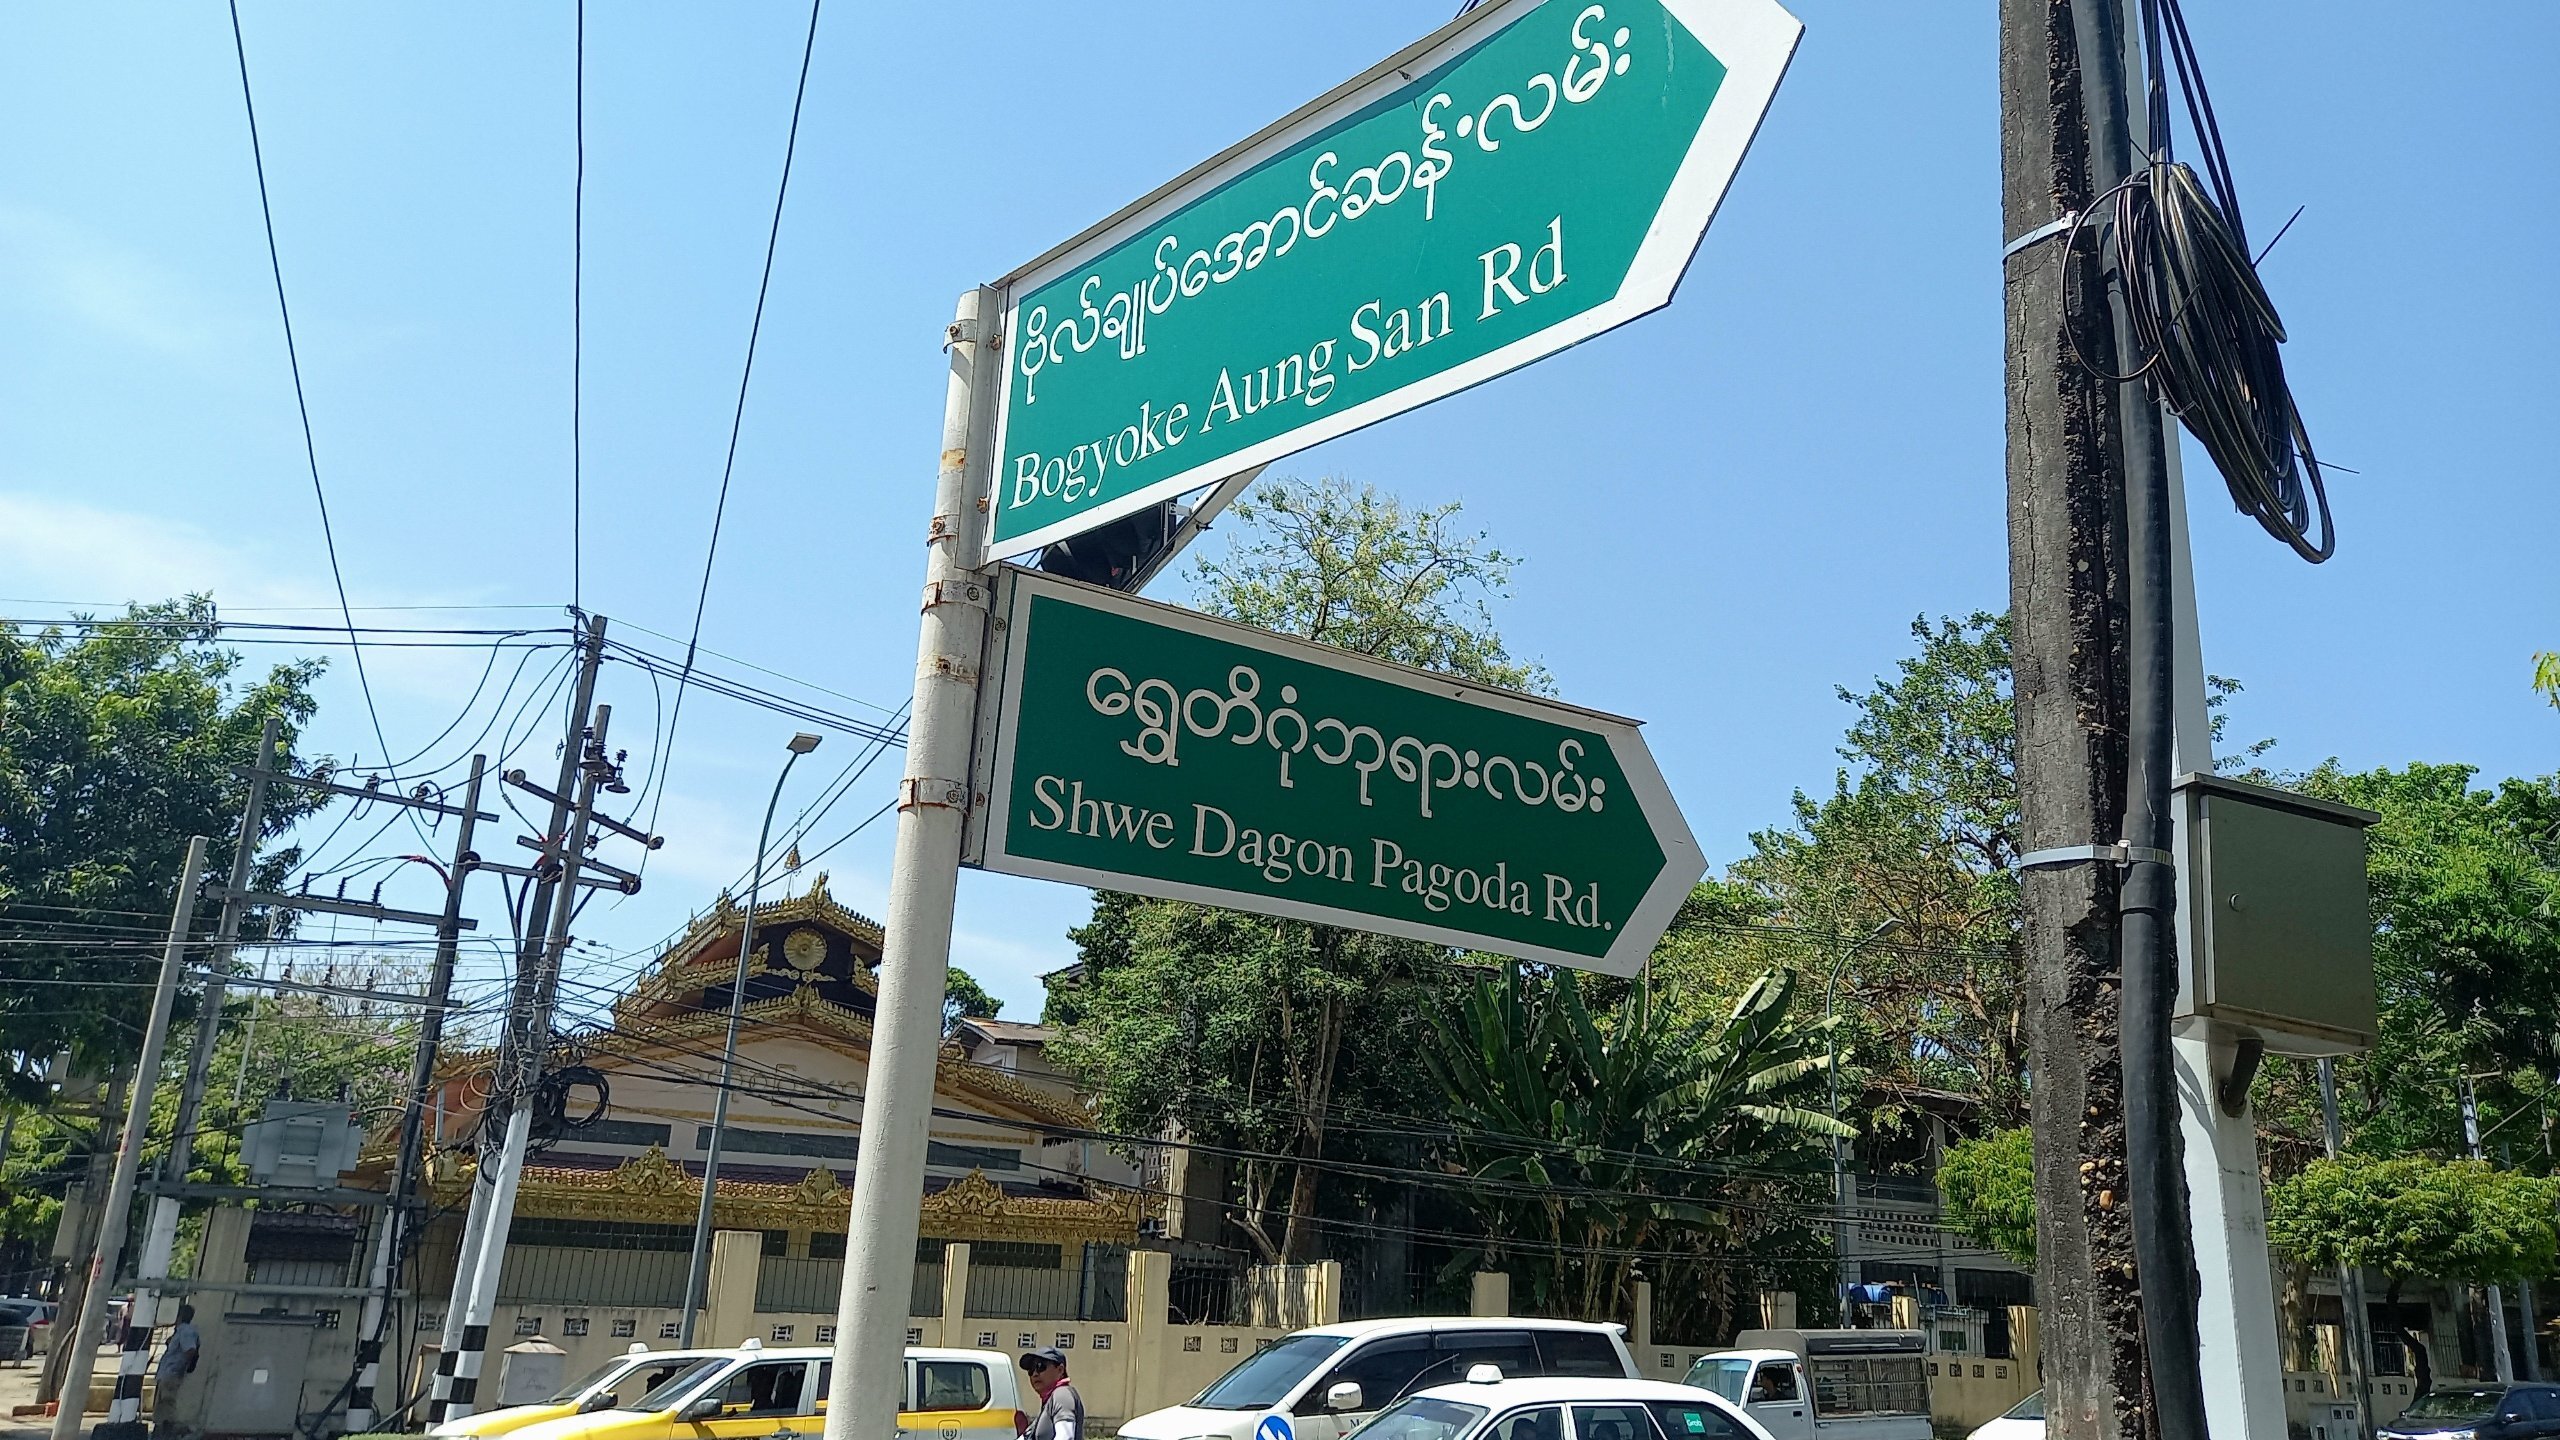 ဗိုလ်ချုပ်အောင်ဆန်းလမ်း
Bogyoke Aung San Rd
ရွှေတိဂုံဘုရားလမ်း
Shwe Dagon Pagoda Rd.
Grab